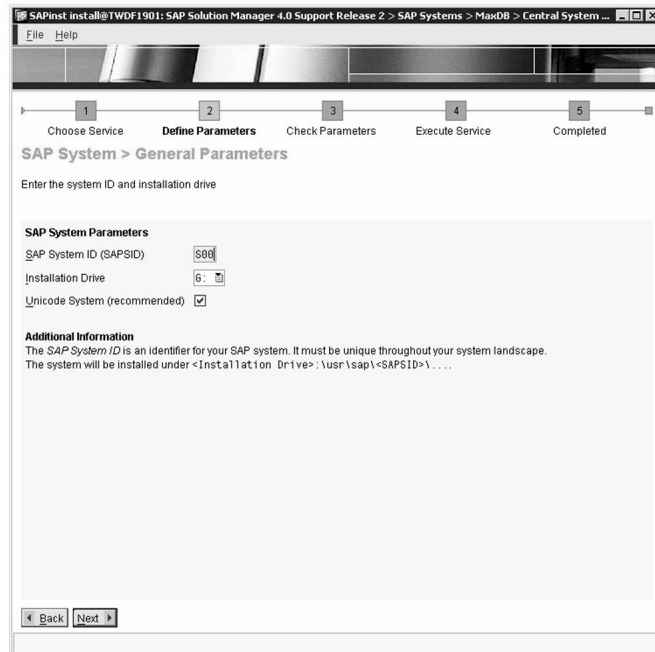 SAPinst install@TWDF1901: SAP Solution Manager 4.0 Support Release 2 > SAP Systems > MaxDB > Central System ...
File Help
1 2 3 4 5
Choose Service Define Parameters Check Parameters Execute Service Completed
SAP System > General Parameters
Enter the system ID and installation drive
SAP System Parameters
SAP System ID (SAPSID) S00
Installation Drive G:
Unicode System (recommended)
Additional Information
The SAP System ID is an identifier for your SAP system. It must be unique throughout your system landscape.
The system will be installed under <Installation Drive>:\usr\sap\<SAPSID>\....
Back Next